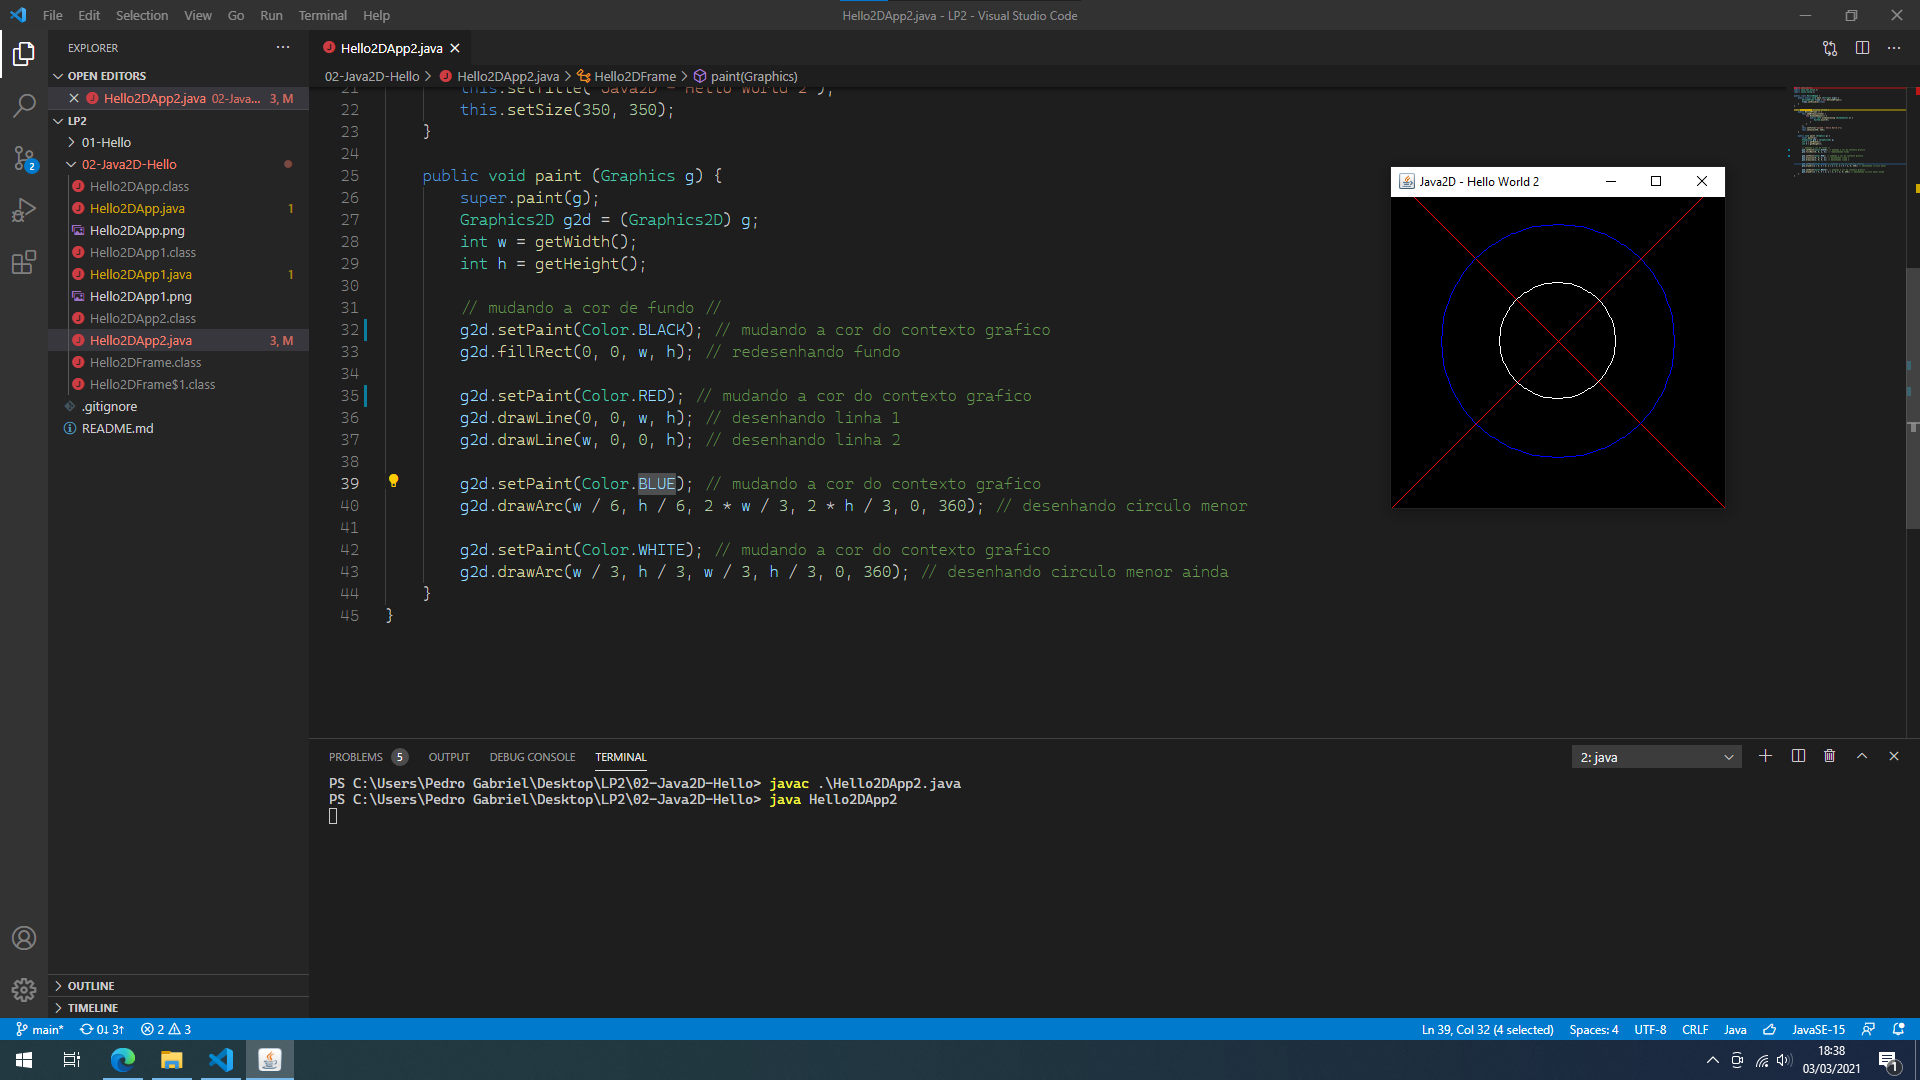 File Edit Selection View Go Run Terminal Help
Hello2DApp2.java - LP2 - Visual Studio Code
EXPLORER
OPEN EDITORS
Hello2DApp2.java 02-Java... 3, M
LP2
01-Hello
02-Java2D-Hello
Hello2DApp.class
Hello2DApp.java 1
Hello2DApp.png
Hello2DApp1.class
Hello2DApp1.java 1
Hello2DApp1.png
Hello2DApp2.class
Hello2DApp2.java 3, M
Hello2DFrame.class
Hello2DFrame$1.class
.gitignore
README.md
OUTLINE
TIMELINE
2
Hello2DApp2.java
02-Java2D-Hello > Hello2DApp2.java > Hello2DFrame > paint(Graphics)
21 this.setTitle("Java2D - Hello World 2");
22 this.setSize(350, 350);
23 }
24
25 public void paint (Graphics g) {
26 super.paint(g);
27 Graphics2D g2d = (Graphics2D) g;
28 int w = getWidth();
29 int h = getHeight();
30
31 // mudando a cor de fundo //
32 g2d.setPaint(Color.BLACK); // mudando a cor do contexto grafico
33 g2d.fillRect(0, 0, w, h); // redesenhando fundo
34
35 g2d.setPaint(Color.RED); // mudando a cor do contexto grafico
36 g2d.drawLine(0, 0, w, h); // desenhando linha 1
37 g2d.drawLine(w, 0, 0, h); // desenhando linha 2
38
39 g2d.setPaint(Color.BLUE); // mudando a cor do contexto grafico
40 g2d.drawArc(w / 6, h / 6, 2 * w / 3, 2 * h / 3, 0, 360); // desenhando circulo menor
41
42 g2d.setPaint(Color.WHITE); // mudando a cor do contexto grafico
43 g2d.drawArc(w / 3, h / 3, w / 3, h / 3, 0, 360); // desenhando circulo menor ainda
44 }
45 }
Java2D - Hello World 2
PROBLEMS 5 OUTPUT DEBUG CONSOLE TERMINAL
2: java
PS C:\Users\Pedro Gabriel\Desktop\LP2\02-Java2D-Hello> javac .\Hello2DApp2.java
PS C:\Users\Pedro Gabriel\Desktop\LP2\02-Java2D-Hello> java Hello2DApp2
main* 0↓ 3↑ 2 3
Ln 39, Col 32 (4 selected) Spaces: 4 UTF-8 CRLF Java JavaSE-15
18:38
03/03/2021
1